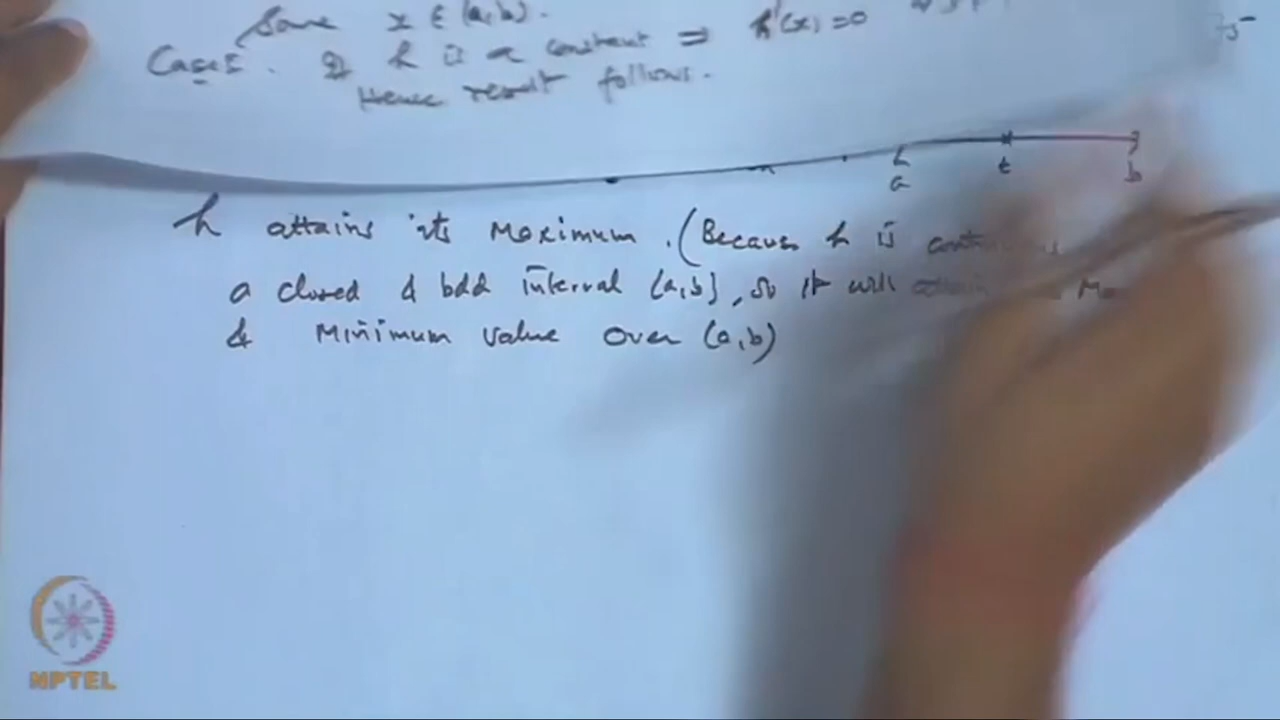 Some x ∈ (a,b).
Case I. If h is a constant ⇒ h'(x) = 0
Hence result follows.
a t b
h attains its Maximum. (Because h is
a closed & bdd interval [a,b], so it will
& Minimum value over (a,b)
NPTEL